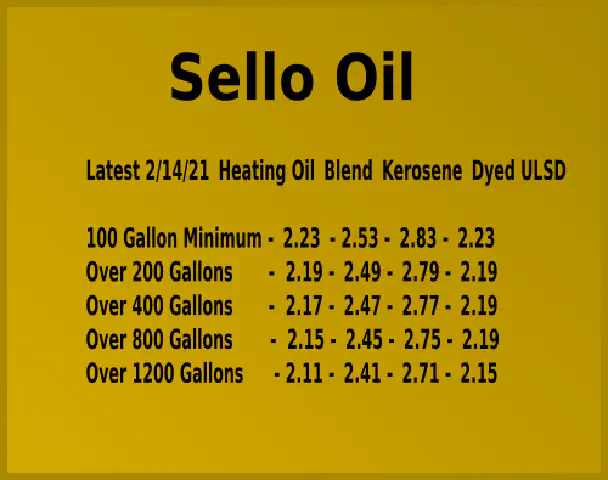 Sello Oil
Latest 2/14/21 Heating Oil Blend Kerosene Dyed ULSD
100 Gallon Minimum - 2.23 - 2.53 - 2.83 - 2.23
Over 200 Gallons - 2.19 - 2.49 - 2.79 - 2.19
Over 400 Gallons - 2.17 - 2.47 - 2.77 - 2.19
Over 800 Gallons - 2.15 - 2.45 - 2.75 - 2.19
Over 1200 Gallons - 2.11 - 2.41 - 2.71 - 2.15